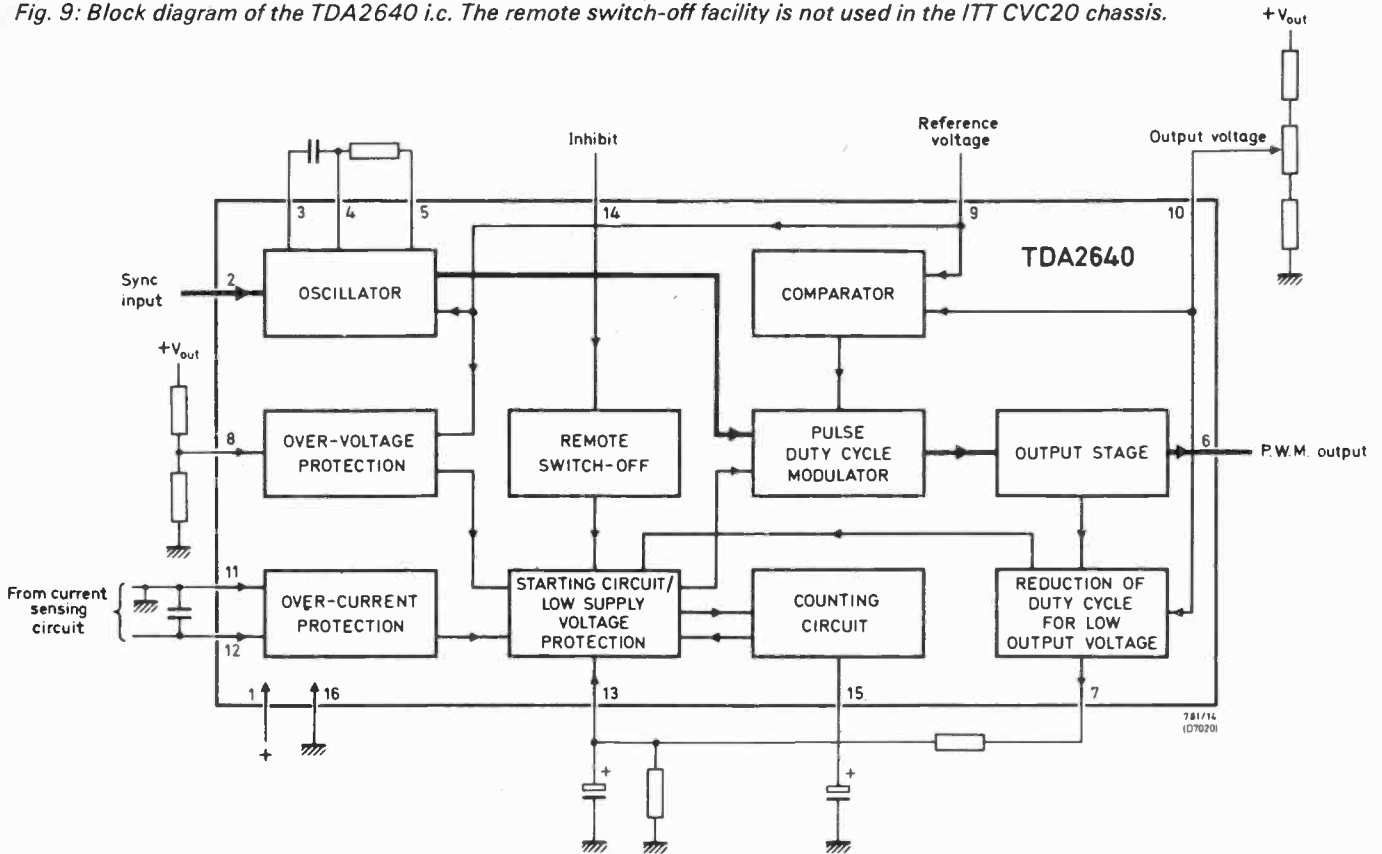 Fig. 9: Block diagram of the TDA2640 i.c. The remote switch-off facility is not used in the ITT CVC20 chassis.
+Vout
Inhibit
Reference
voltage
Output voltage
3
4
5
14
9
10
TDA2640
Sync
input
2
OSCILLATOR
COMPARATOR
+Vout
8
OVER-VOLTAGE
PROTECTION
REMOTE
SWITCH-OFF
PULSE
DUTY CYCLE
MODULATOR
OUTPUT STAGE
6
P.W.M. output
From current
sensing
circuit
11
12
OVER-CURRENT
PROTECTION
STARTING CIRCUIT/
LOW SUPPLY
VOLTAGE
PROTECTION
COUNTING
CIRCUIT
REDUCTION OF
DUTY CYCLE
FOR LOW
OUTPUT VOLTAGE
1
16
13
15
7
+
781/14
(D7020)
+
+